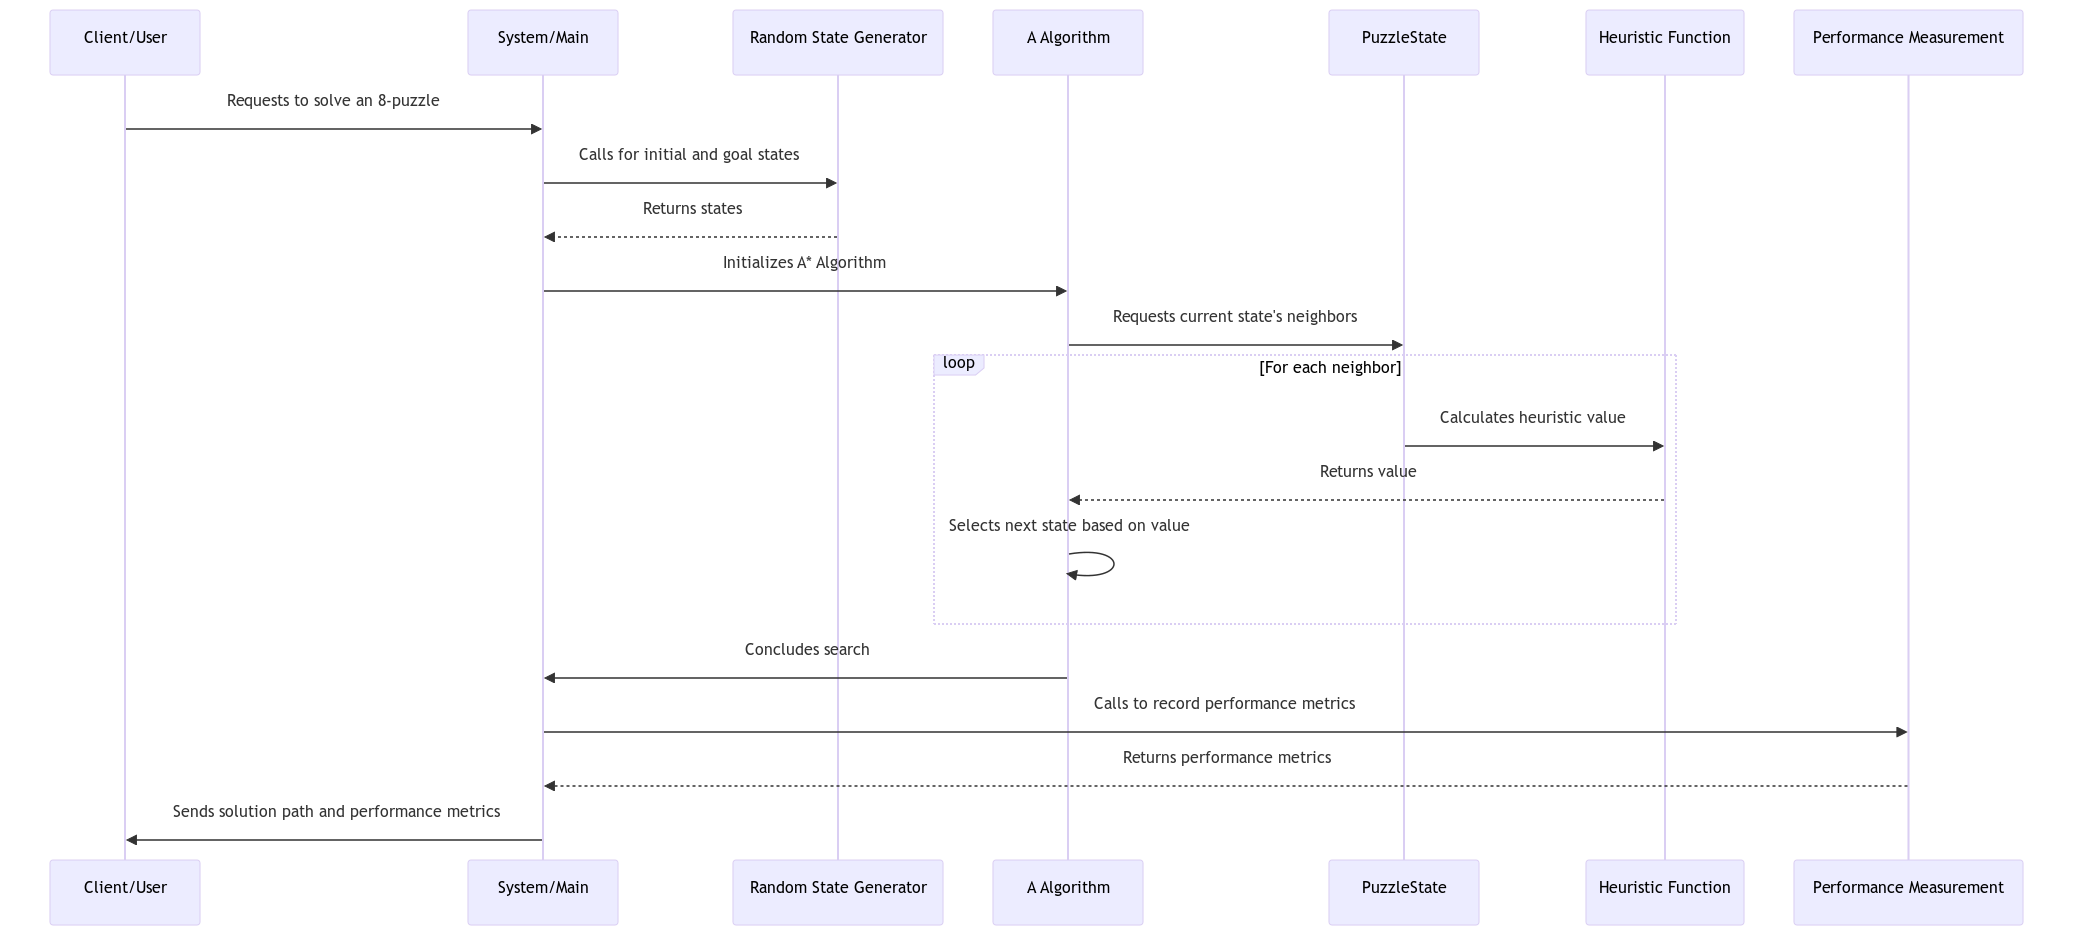 Client/User
System/Main
Random State Generator
A Algorithm
PuzzleState
Heuristic Function
Performance Measurement
Requests to solve an 8-puzzle
Calls for initial and goal states
Returns states
Initializes A* Algorithm
Requests current state's neighbors
loop
[For each neighbor]
Calculates heuristic value
Returns value
Selects next state based on value
Concludes search
Calls to record performance metrics
Returns performance metrics
Sends solution path and performance metrics
Client/User
System/Main
Random State Generator
A Algorithm
PuzzleState
Heuristic Function
Performance Measurement